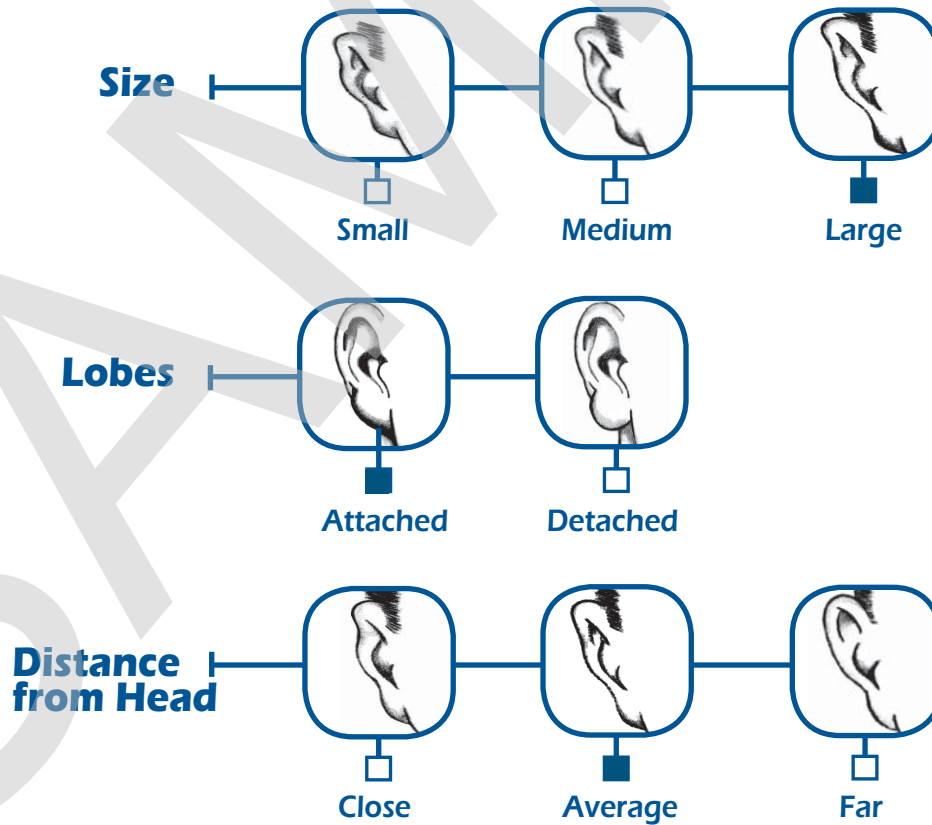 Size
Small Medium Large
Lobes
Attached Detached
Distance
from Head
Close Average Far